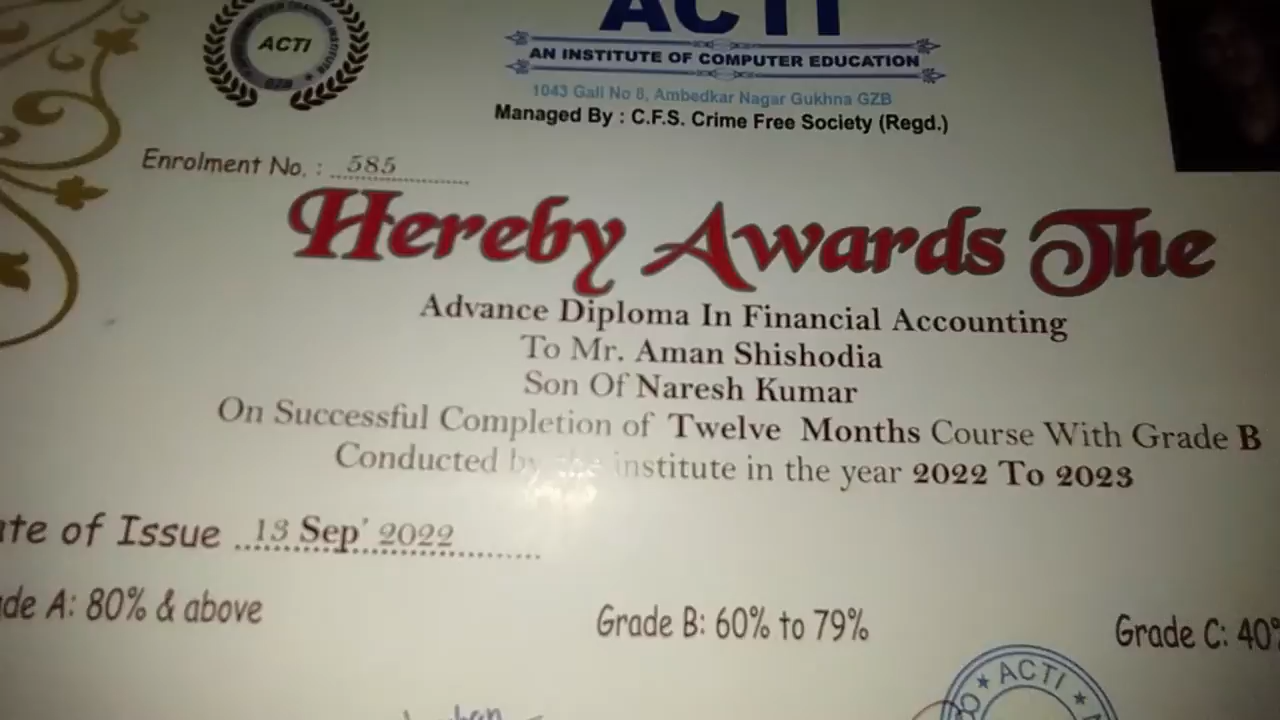 ACTI
ACTI
AN INSTITUTE OF COMPUTER EDUCATION
1043 Gali No 8, Ambedkar Nagar Gukhna GZB
Managed By : C.F.S. Crime Free Society (Regd.)
Enrolment No. : 585
Hereby Awards The
Advance Diploma In Financial Accounting
To Mr. Aman Shishodia
Son Of Naresh Kumar
On Successful Completion of Twelve Months Course With Grade B
Conducted by the institute in the year 2022 To 2023
ate of Issue 13 Sep' 2022
de A: 80% & above
Grade B: 60% to 79%
Grade C: 40%
ACTI